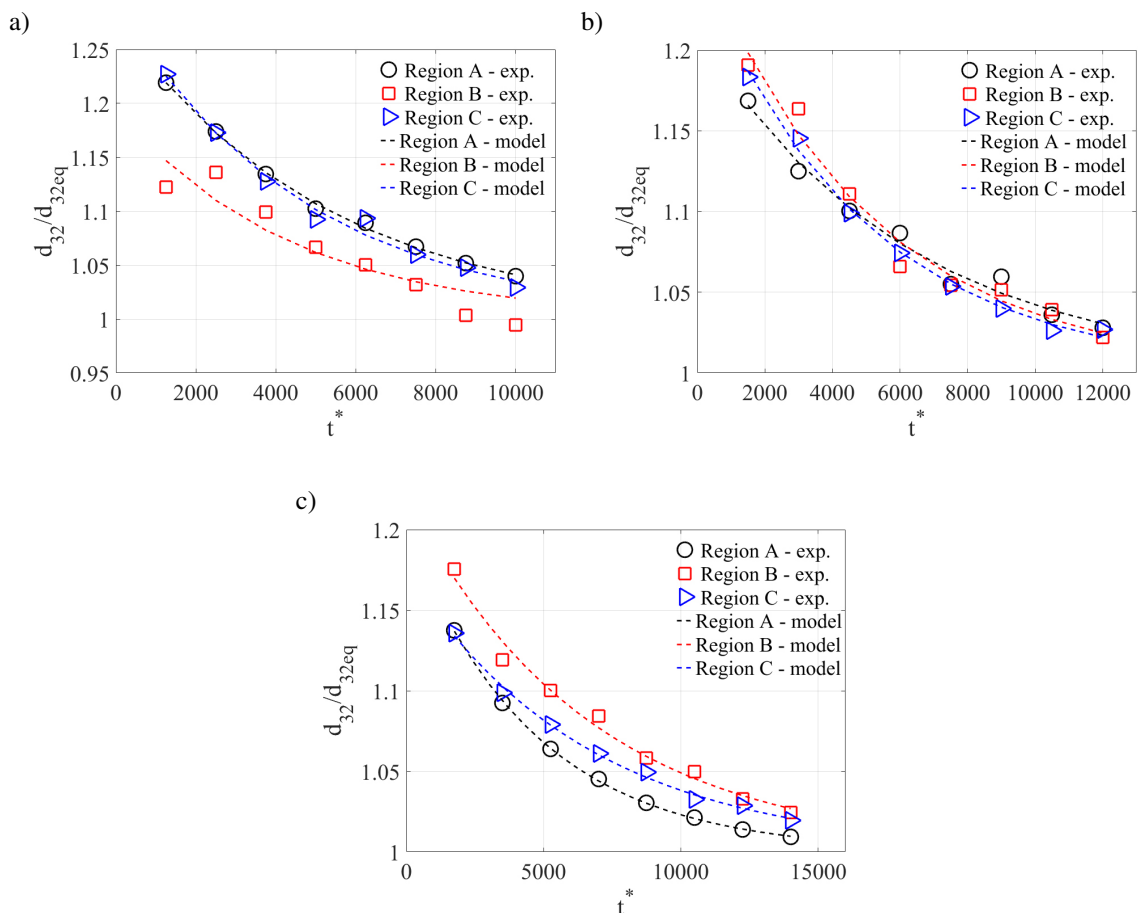 a)
1.25
1.2
1.15
1.1
1.05
1
0.95
d32/d32eq
0 2000 4000 6000 8000 10000
t*
Region A - exp.
Region B - exp.
Region C - exp.
Region A - model
Region B - model
Region C - model
b)
1.2
1.15
1.1
1.05
1
d32/d32eq
0 2000 4000 6000 8000 10000 12000
t*
Region A - exp.
Region B - exp.
Region C - exp.
Region A - model
Region B - model
Region C - model
c)
1.2
1.15
1.1
1.05
1
d32/d32eq
0 5000 10000 15000
t*
Region A - exp.
Region B - exp.
Region C - exp.
Region A - model
Region B - model
Region C - model